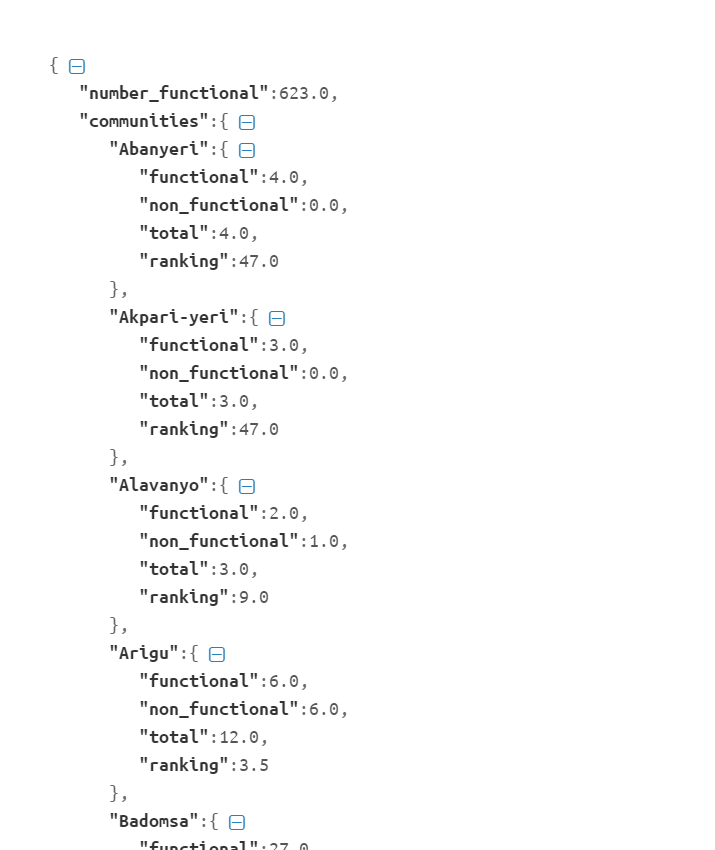 {
"number_functional":623.0,
"communities":{
"Abanyeri":{
"functional":4.0,
"non_functional":0.0,
"total":4.0,
"ranking":47.0
},
"Akpari-yeri":{
"functional":3.0,
"non_functional":0.0,
"total":3.0,
"ranking":47.0
},
"Alavanyo":{
"functional":2.0,
"non_functional":1.0,
"total":3.0,
"ranking":9.0
},
"Arigu":{
"functional":6.0,
"non_functional":6.0,
"total":12.0,
"ranking":3.5
},
"Badomsa":{
"functional":27.0